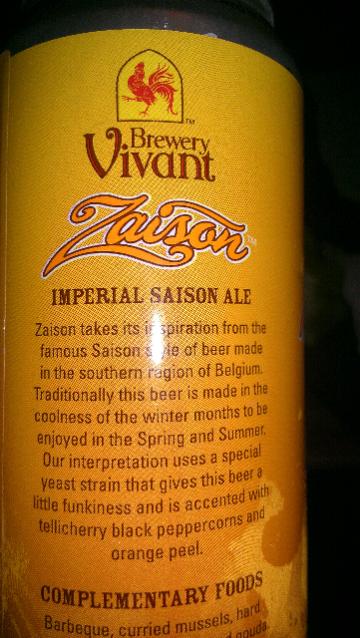 Brewery
Vivant
Zaison™
IMPERIAL SAISON ALE
Zaison takes its inspiration from the
famous Saison style of beer made
in the southern region of Belgium.
Traditionally this beer is made in the
coolness of the winter months to be
enjoyed in the Spring and Summer.
Our interpretation uses a special
yeast strain that gives this beer a
little funkiness and is accented with
tellicherry black peppercorns and
orange peel.
COMPLEMENTARY FOODS
Barbeque, curried mussels, hard
gouda,